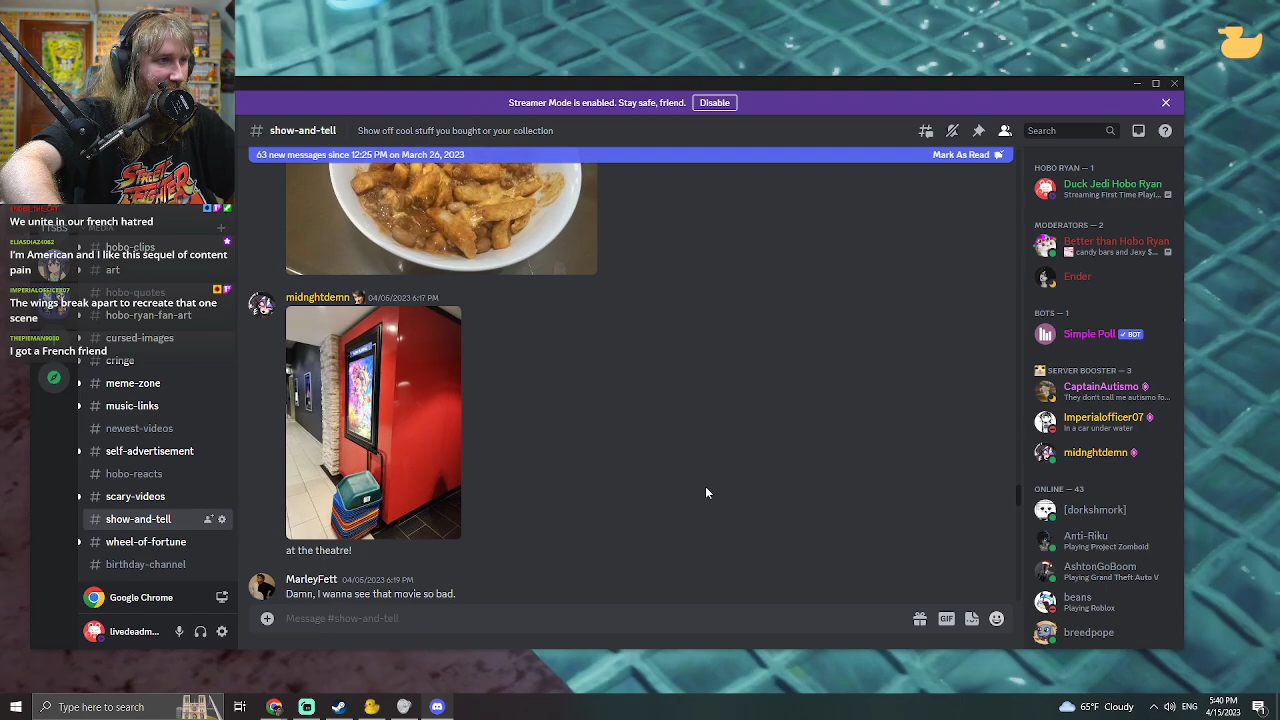 Streamer Mode is enabled. Stay safe, friend.
Disable
show-and-tell
Show off cool stuff you bought or your collection
Search
63 new messages since 12:25 PM on March 26, 2023
Mark As Read
STREET
FIGHTER
We unite in our french hatred
ELIASDIAZ4062
I'm American and I like this sequel of content
pain
IMPERIALOFFICER07
The wings break apart to recreate that one
scene
THEPIEMAN9000
I got a French friend
MEDIA
hobo-clips
art
hobo-quotes
hobo-ryan-fan-art
cursed-images
cringe
meme-zone
music-links
newest-videos
self-advertisement
hobo-reacts
scary-videos
show-and-tell
wheel-of-fortune
birthday-channel
Google Chrome
livedeadm...
midnghtdemn
04/05/2023 6:17 PM
at the theatre!
MarleyFett 04/05/2023 6:19 PM
Damn, I wanna see that movie so bad.
Message #show-and-tell
GIF
HOBO RYAN — 1
Duck Jedi Hobo Ryan
Streaming First Time Playi...
MODERATORS — 2
Better than Hobo Ryan
candy bars and Jexy $...
Ender
BOTS — 1
Simple Poll ✓ BOT
SERVER BOOSTER — 3
CaptainAutismo
They don't call me autismo fo...
Imperialofficer07
In a car under water
midnghtdemn
ONLINE — 43
[dorkshmork]
Anti-Riku
Playing Project Zomboid
AshtonGoBoom
Playing Grand Theft Auto V
beans
Playing Roblox
breedpope
Type here to search
65°F Cloudy
ENG
5:40 PM
4/15/2023